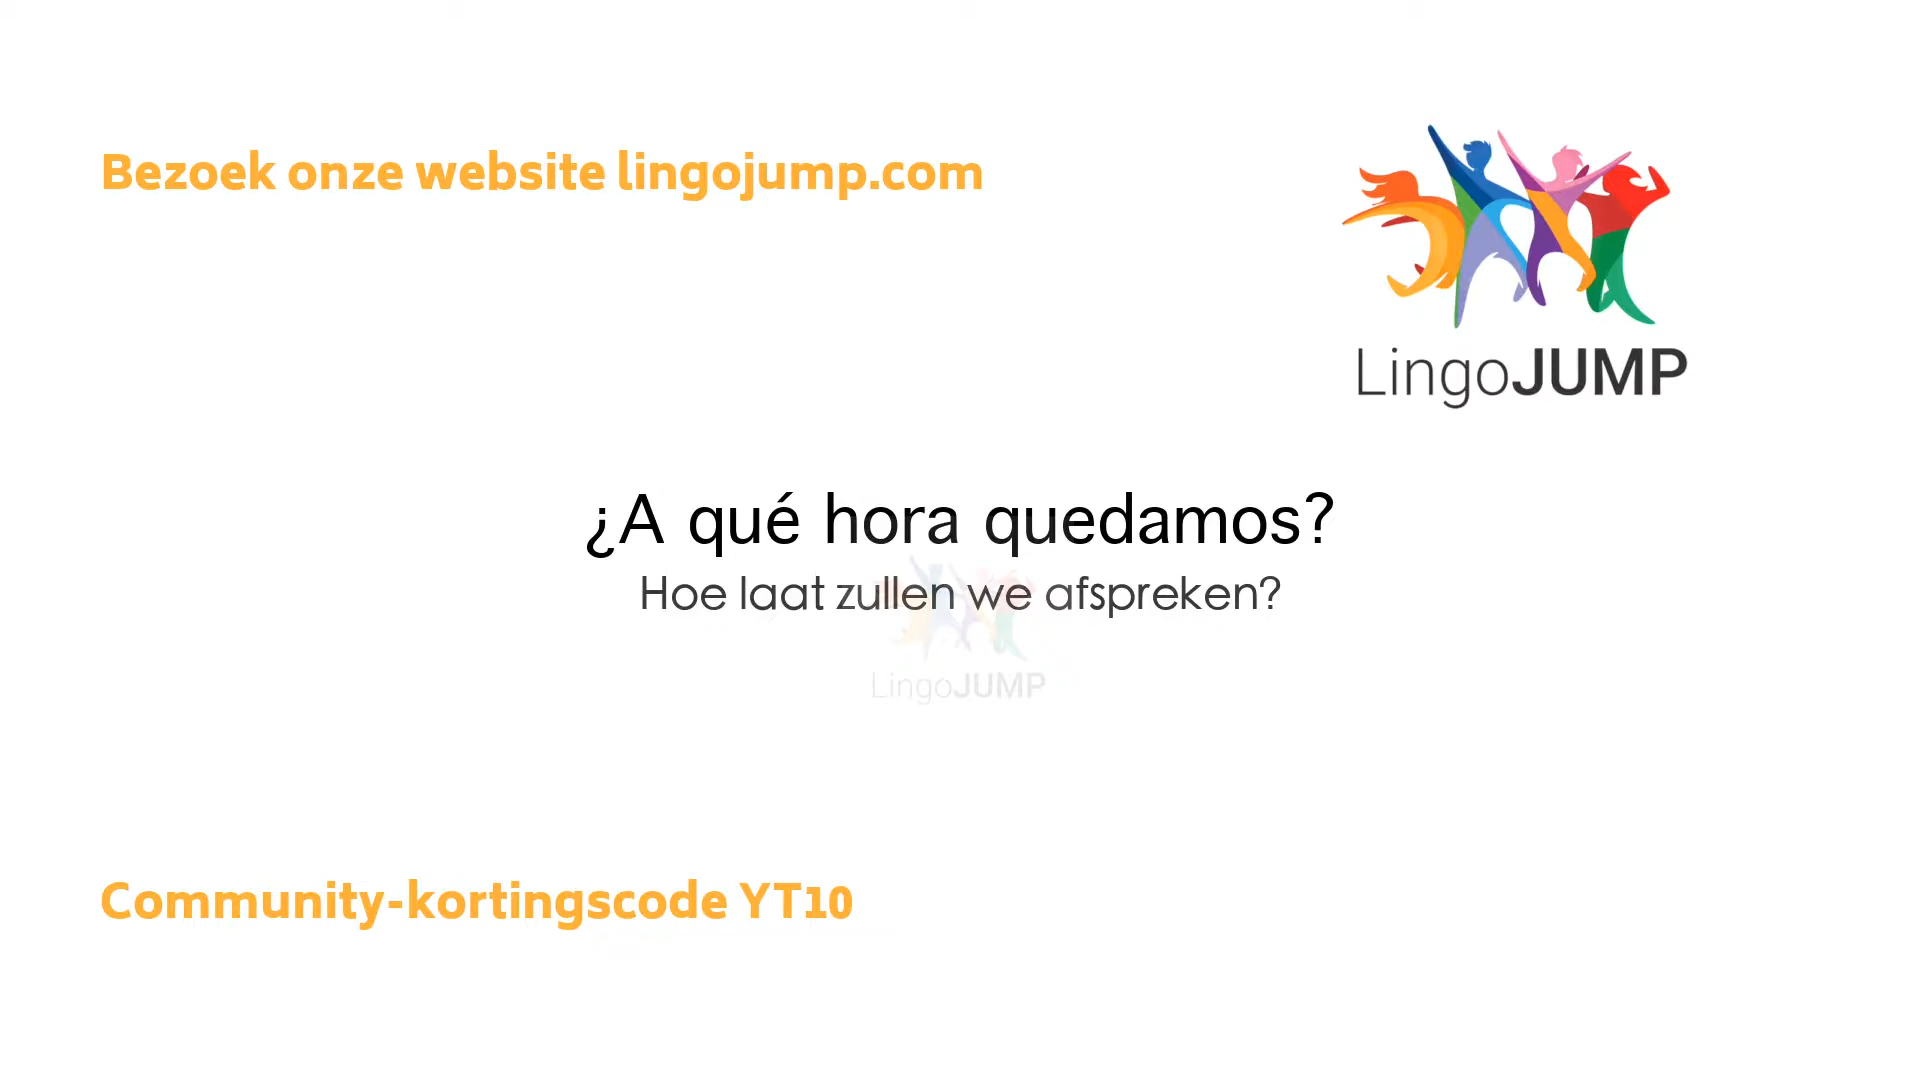 Bezoek onze website lingojump.com
LingoJUMP
¿A qué hora quedamos?
Hoe laat zullen we afspreken?
LingoJUMP
Community-kortingscode YT10